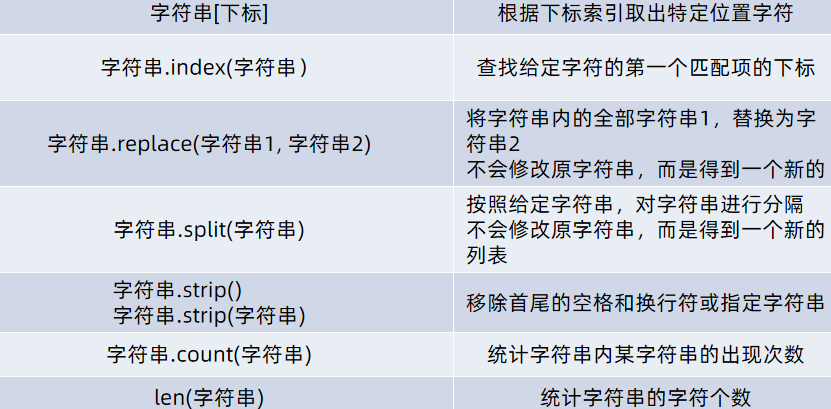 字符串[下标]
根据下标索引取出特定位置字符
字符串.index(字符串）
查找给定字符的第一个匹配项的下标
字符串.replace(字符串1, 字符串2)
将字符串内的全部字符串1，替换为字
符串2
不会修改原字符串，而是得到一个新的
字符串.split(字符串)
按照给定字符串，对字符串进行分隔
不会修改原字符串，而是得到一个新的
列表
字符串.strip()
字符串.strip(字符串)
移除首尾的空格和换行符或指定字符串
字符串.count(字符串)
统计字符串内某字符串的出现次数
len(字符串)
统计字符串的字符个数